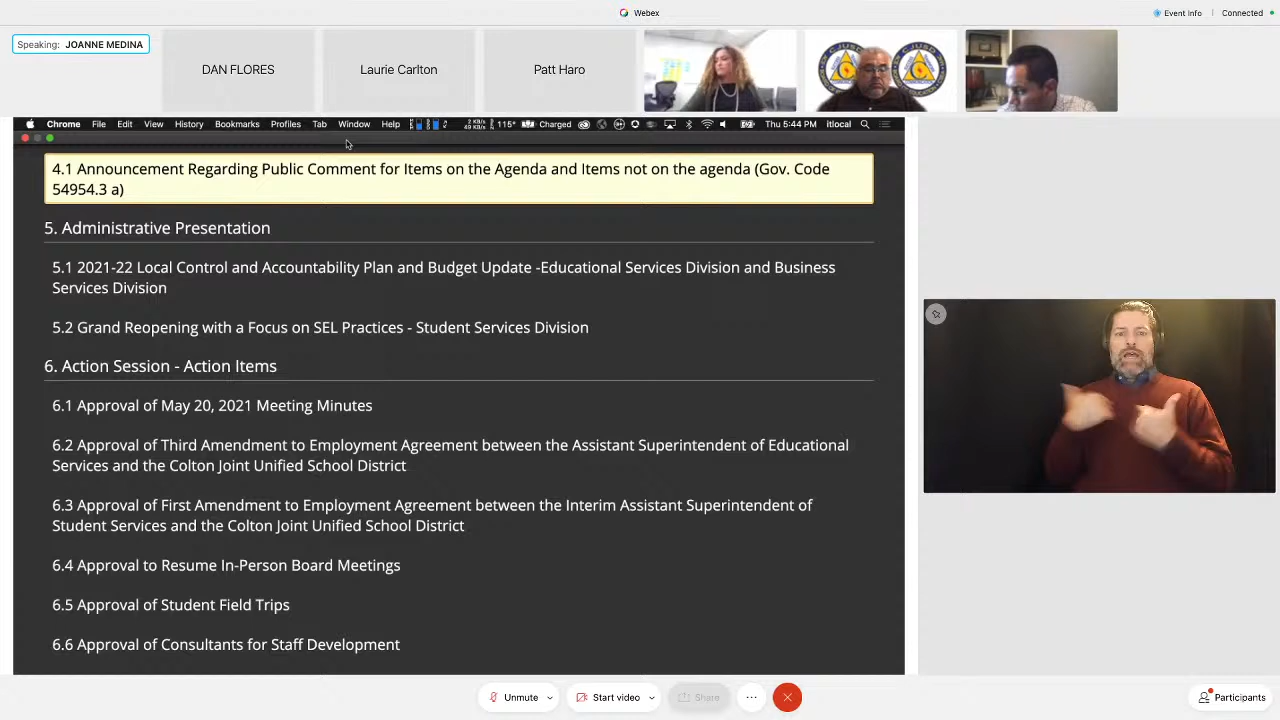 Webex
Event Info
Connected
Speaking: JOANNE MEDINA
DAN FLORES
Laurie Carlton
Patt Haro
CJUSD
CJUSD
Chrome File Edit View History Bookmarks Profiles Tab Window Help
2 KB/s
49 KB/s
115° Charged
Thu 5:44 PM itlocal
4.1 Announcement Regarding Public Comment for Items on the Agenda and Items not on the agenda (Gov. Code
54954.3 a)
5. Administrative Presentation
5.1 2021-22 Local Control and Accountability Plan and Budget Update -Educational Services Division and Business
Services Division
5.2 Grand Reopening with a Focus on SEL Practices - Student Services Division
6. Action Session - Action Items
6.1 Approval of May 20, 2021 Meeting Minutes
6.2 Approval of Third Amendment to Employment Agreement between the Assistant Superintendent of Educational
Services and the Colton Joint Unified School District
6.3 Approval of First Amendment to Employment Agreement between the Interim Assistant Superintendent of
Student Services and the Colton Joint Unified School District
6.4 Approval to Resume In-Person Board Meetings
6.5 Approval of Student Field Trips
6.6 Approval of Consultants for Staff Development
Unmute
Start video
Share
Participants